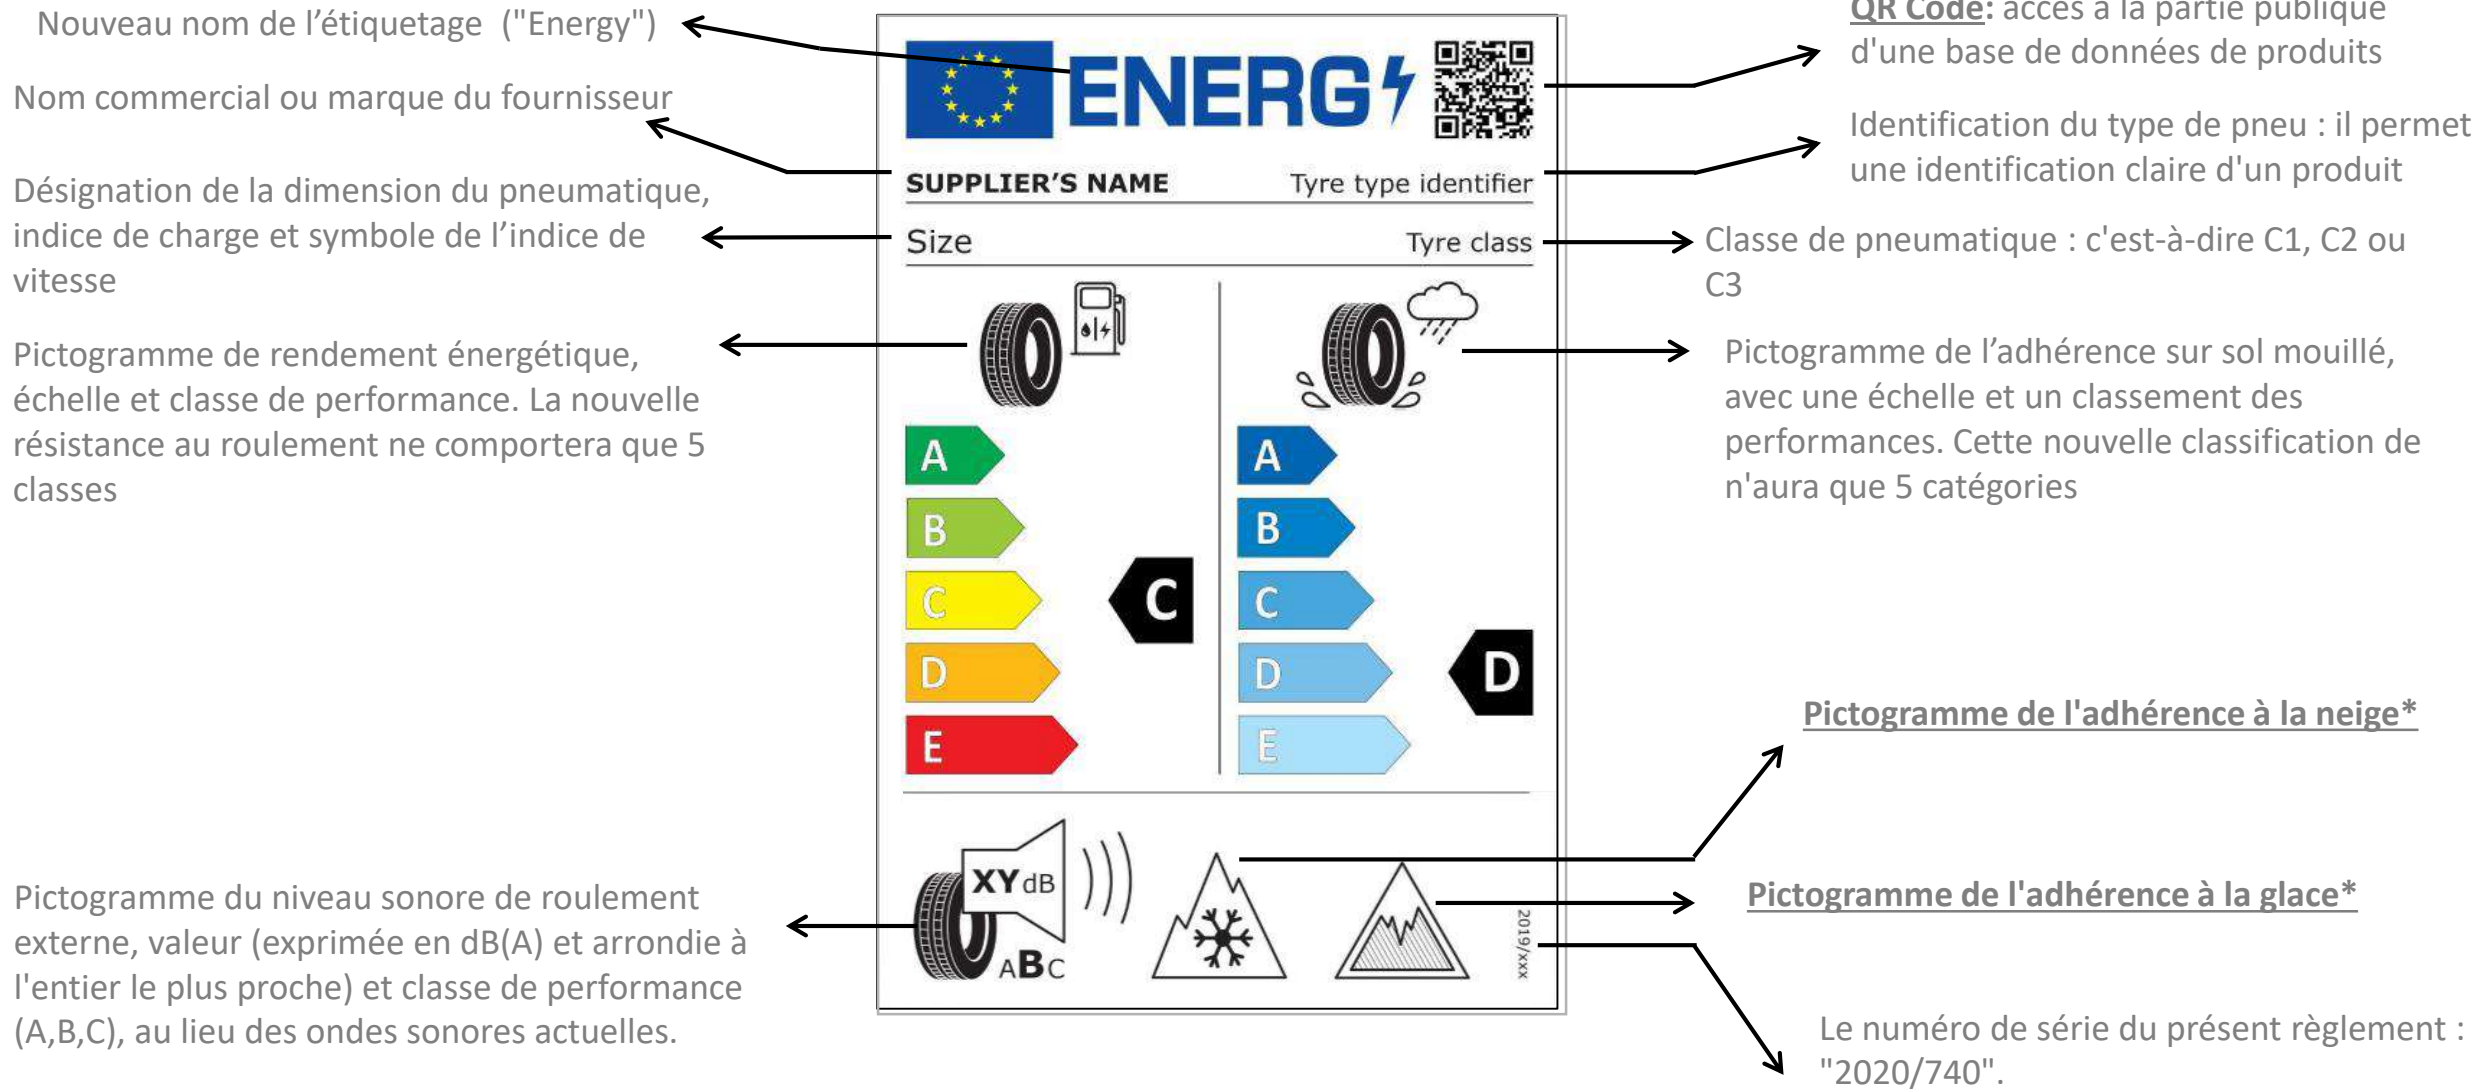 Nouveau nom de l’étiquetage  ("Energy")
Nom commercial ou marque du fournisseur
Désignation de la dimension du pneumatique,
indice de charge et symbole de l’indice de
vitesse
Pictogramme de rendement énergétique,
échelle et classe de performance. La nouvelle
résistance au roulement ne comportera que 5
classes
Pictogramme du niveau sonore de roulement
externe, valeur (exprimée en dB(A) et arrondie à
l'entier le plus proche) et classe de performance
(A,B,C), au lieu des ondes sonores actuelles.
ENERG
SUPPLIER’S NAME
Tyre type identifier
Size
Tyre class
A
B
C
D
E
C
A
B
C
D
E
D
XY dB
ABC
2019/xxx
QR Code: accès à la partie publique
d'une base de données de produits
Identification du type de pneu : il permet
une identification claire d'un produit
Classe de pneumatique : c'est-à-dire C1, C2 ou
C3
Pictogramme de l’adhérence sur sol mouillé,
avec une échelle et un classement des
performances. Cette nouvelle classification de
n'aura que 5 catégories
Pictogramme de l'adhérence à la neige*
Pictogramme de l'adhérence à la glace*
Le numéro de série du présent règlement :
"2020/740".